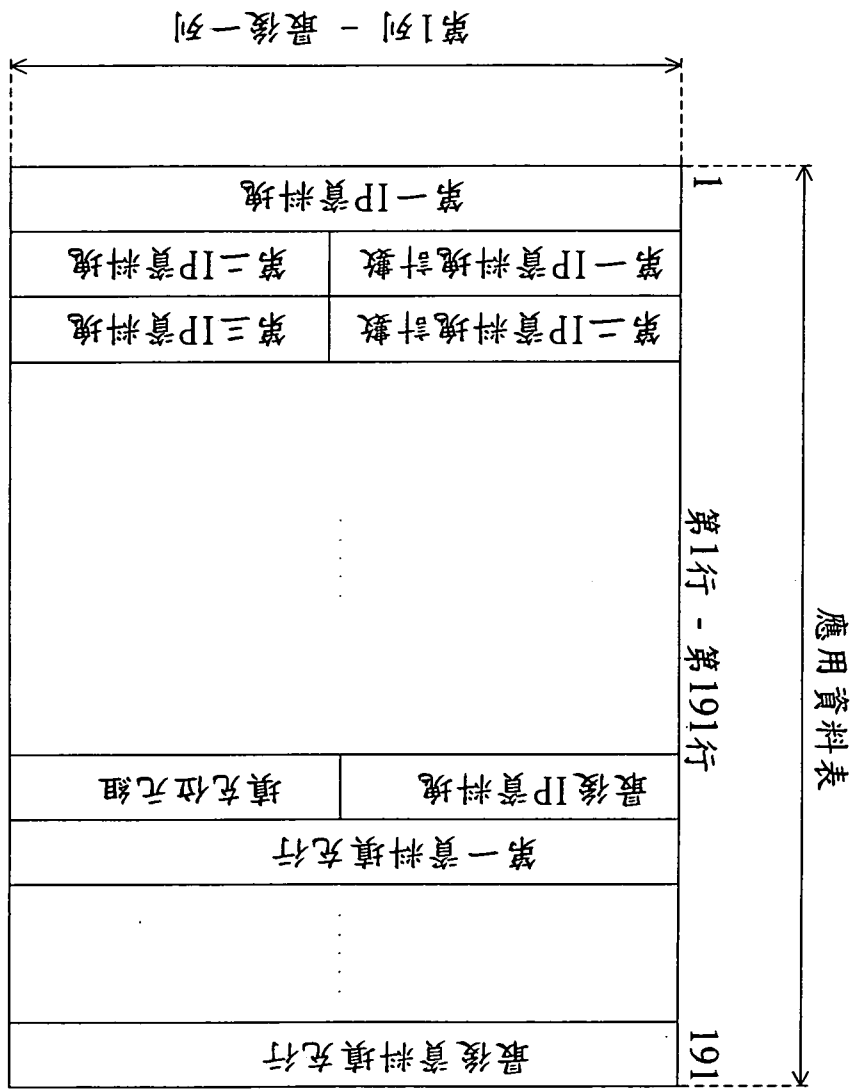 第1列 - 最後一列
1
第一IP資料塊
第一IP資料塊計數
第二IP資料塊
第二IP資料塊計數
第三IP資料塊
第1行 - 第191行
應用資料表
最後IP資料塊
填充位元組
第一資料填充行
最後資料填充行
191